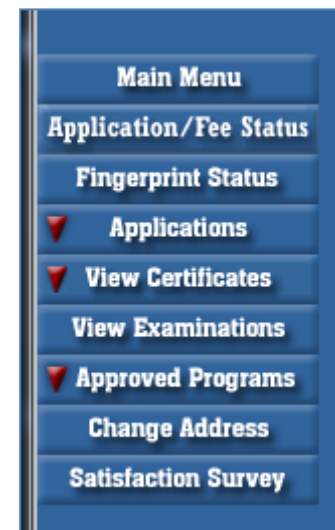 Main Menu
Application/Fee Status
Fingerprint Status
Applications
View Certificates
View Examinations
Approved Programs
Change Address
Satisfaction Survey